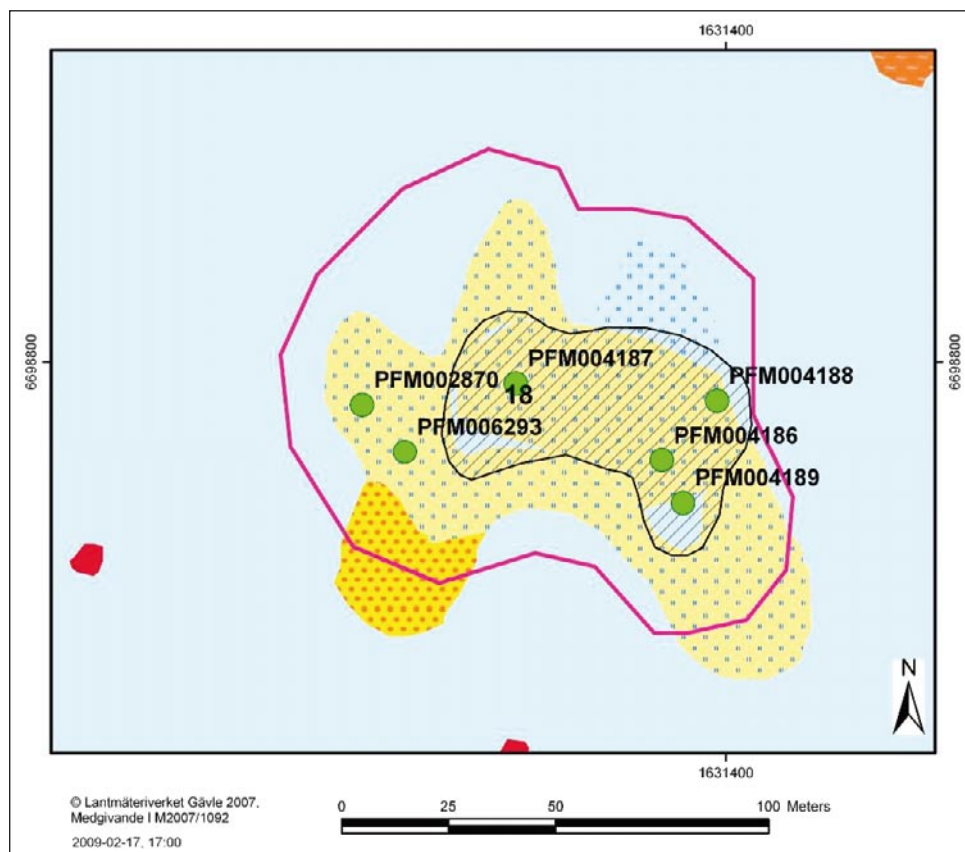 1631400
6698800
6698800
PFM004187
18
PFM002870
PFM004188
PFM006293
PFM004186
PFM004189
N
1631400
© Lantmäteriverket Gävle 2007.
Medgivande I M2007/1092
2009-02-17, 17:00
0 25 50 100 Meters